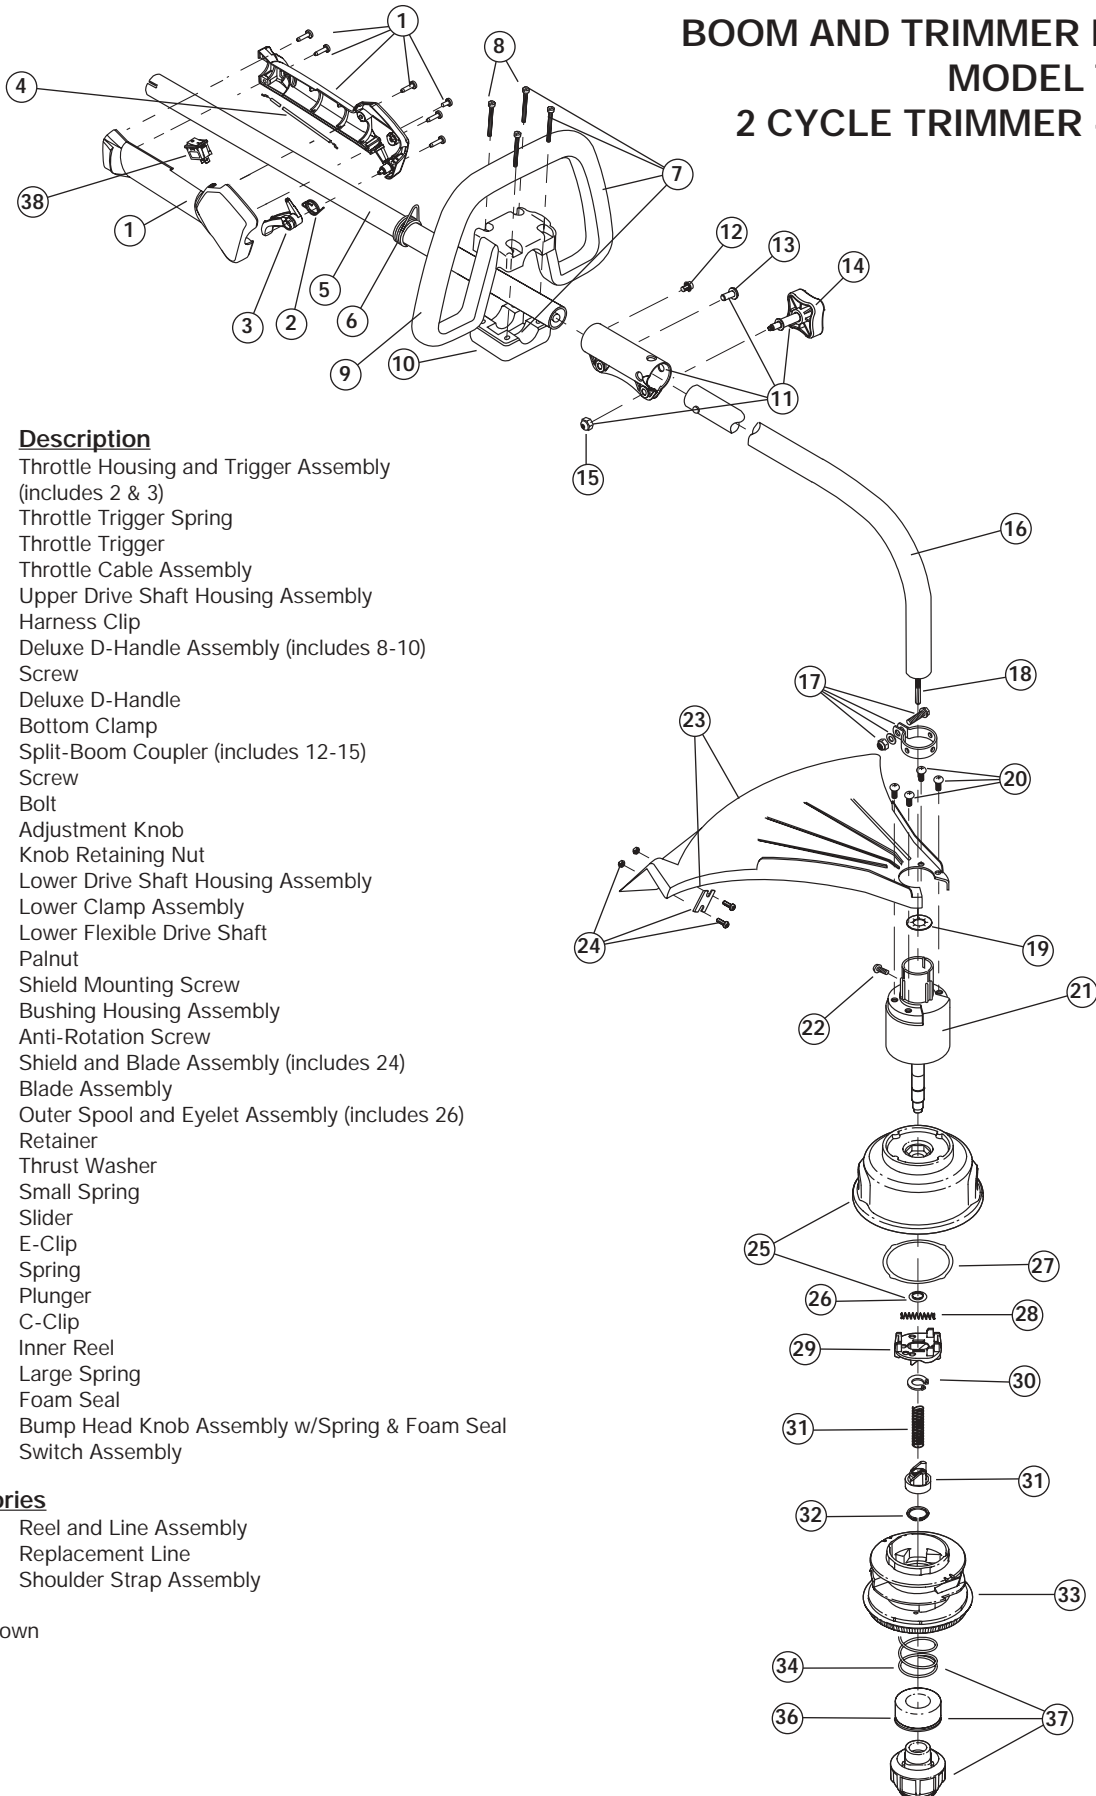 BOOM AND TRIMMER
MODEL
2 CYCLE TRIMMER
1
8
4
7
38
1
12
13
14
5
6
3
2
9
10
11
15
Description
Throttle Housing and Trigger Assembly
(includes 2 & 3)
Throttle Trigger Spring
Throttle Trigger
Throttle Cable Assembly
Upper Drive Shaft Housing Assembly
Harness Clip
Deluxe D-Handle Assembly (includes 8-10)
Screw
Deluxe D-Handle
Bottom Clamp
Split-Boom Coupler (includes 12-15)
Screw
Bolt
Adjustment Knob
Knob Retaining Nut
Lower Drive Shaft Housing Assembly
Lower Clamp Assembly
Lower Flexible Drive Shaft
Palnut
Shield Mounting Screw
Bushing Housing Assembly
Anti-Rotation Screw
Shield and Blade Assembly (includes 24)
Blade Assembly
Outer Spool and Eyelet Assembly (includes 26)
Retainer
Thrust Washer
Small Spring
Slider
E-Clip
Spring
Plunger
C-Clip
Inner Reel
Large Spring
Foam Seal
Bump Head Knob Assembly w/Spring & Foam Seal
Switch Assembly
ories
Reel and Line Assembly
Replacement Line
Shoulder Strap Assembly
own
16
17
18
23
20
24
19
22
21
25
27
26
28
29
30
31
31
32
33
34
36
37